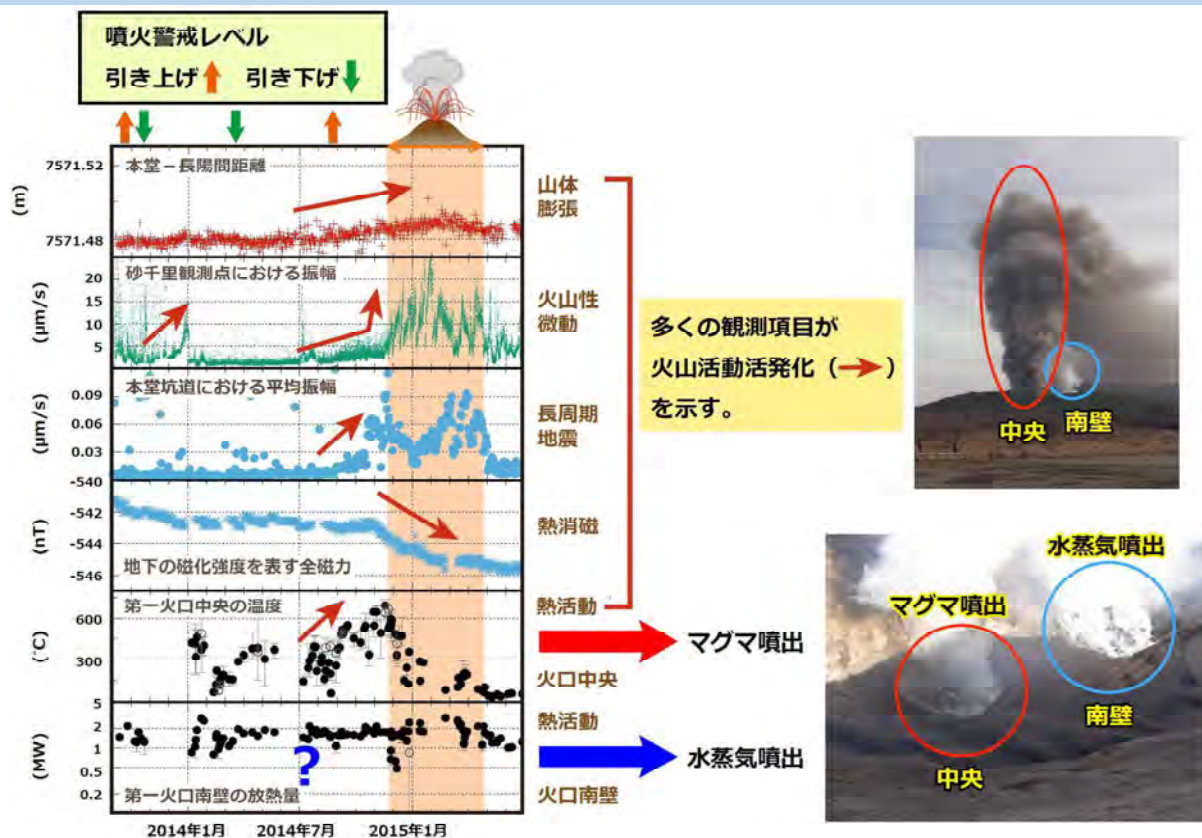 噴火警戒レベル
引き上げ 引き下げ
本堂－長陽間距離
7571.52
7571.48
(m)
山体
膨張
砂千里観測点における振幅
20
15
10
5
(μm/s)
火山性
微動
本堂坑道における平均振幅
0.09
0.06
0.03
(μm/s)
長周期
地震
-540
-542
-544
-546
(nT)
地下の磁化強度を表す全磁力
熱消磁
第一火口中央の温度
600
300
(℃)
熱活動
火口中央
マグマ噴出
5
2
1
0.5
0.2
(MW)
?
第一火口南壁の放熱量
熱活動
火口南壁
水蒸気噴出
2014年1月 2014年7月 2015年1月
多くの観測項目が
火山活動活発化（→）
を示す。
中央 南壁
水蒸気噴出
マグマ噴出
南壁
中央